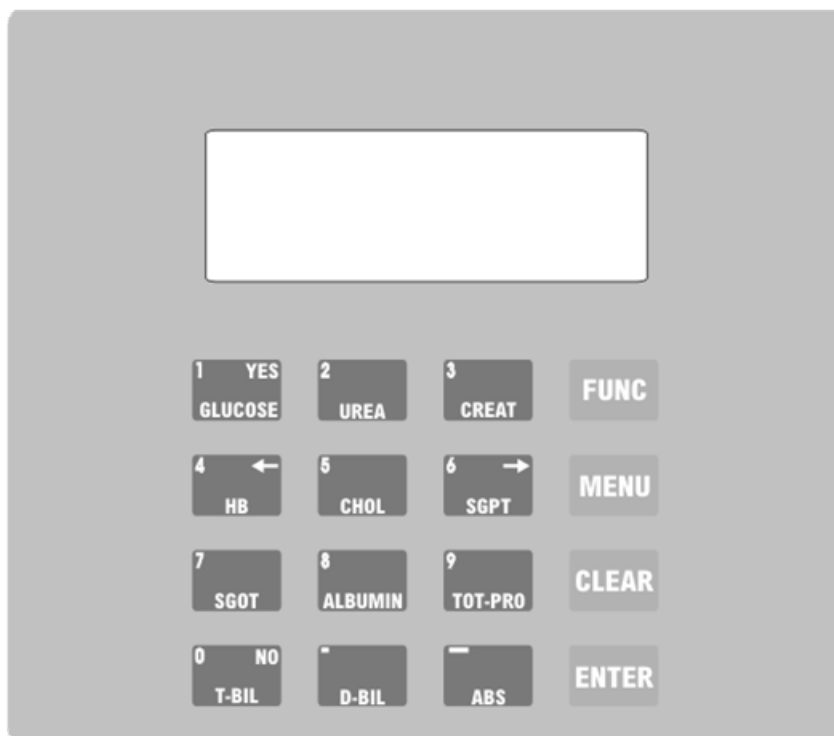 1 YES
GLUCOSE
2
UREA
3
CREAT
FUNC
4 ←
HB
5
CHOL
6 →
SGPT
MENU
7
SGOT
8
ALBUMIN
9
TOT-PRO
CLEAR
0 NO
T-BIL
-
D-BIL
—
ABS
ENTER